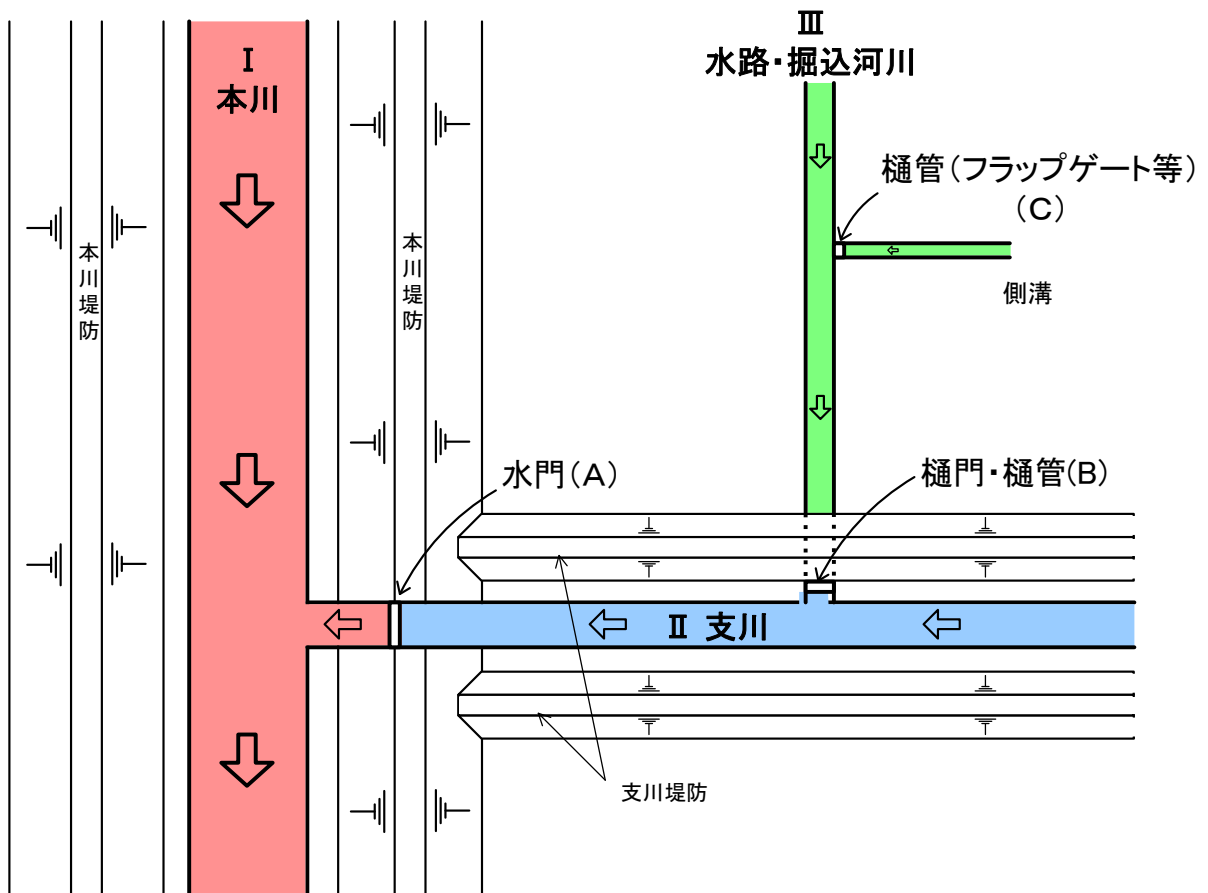 Ⅰ
本川
Ⅲ
水路・掘込河川
樋管(フラップゲート等)
(C)
側溝
本川堤防
本川堤防
水門(A)
樋門・樋管(B)
Ⅱ 支川
支川堤防